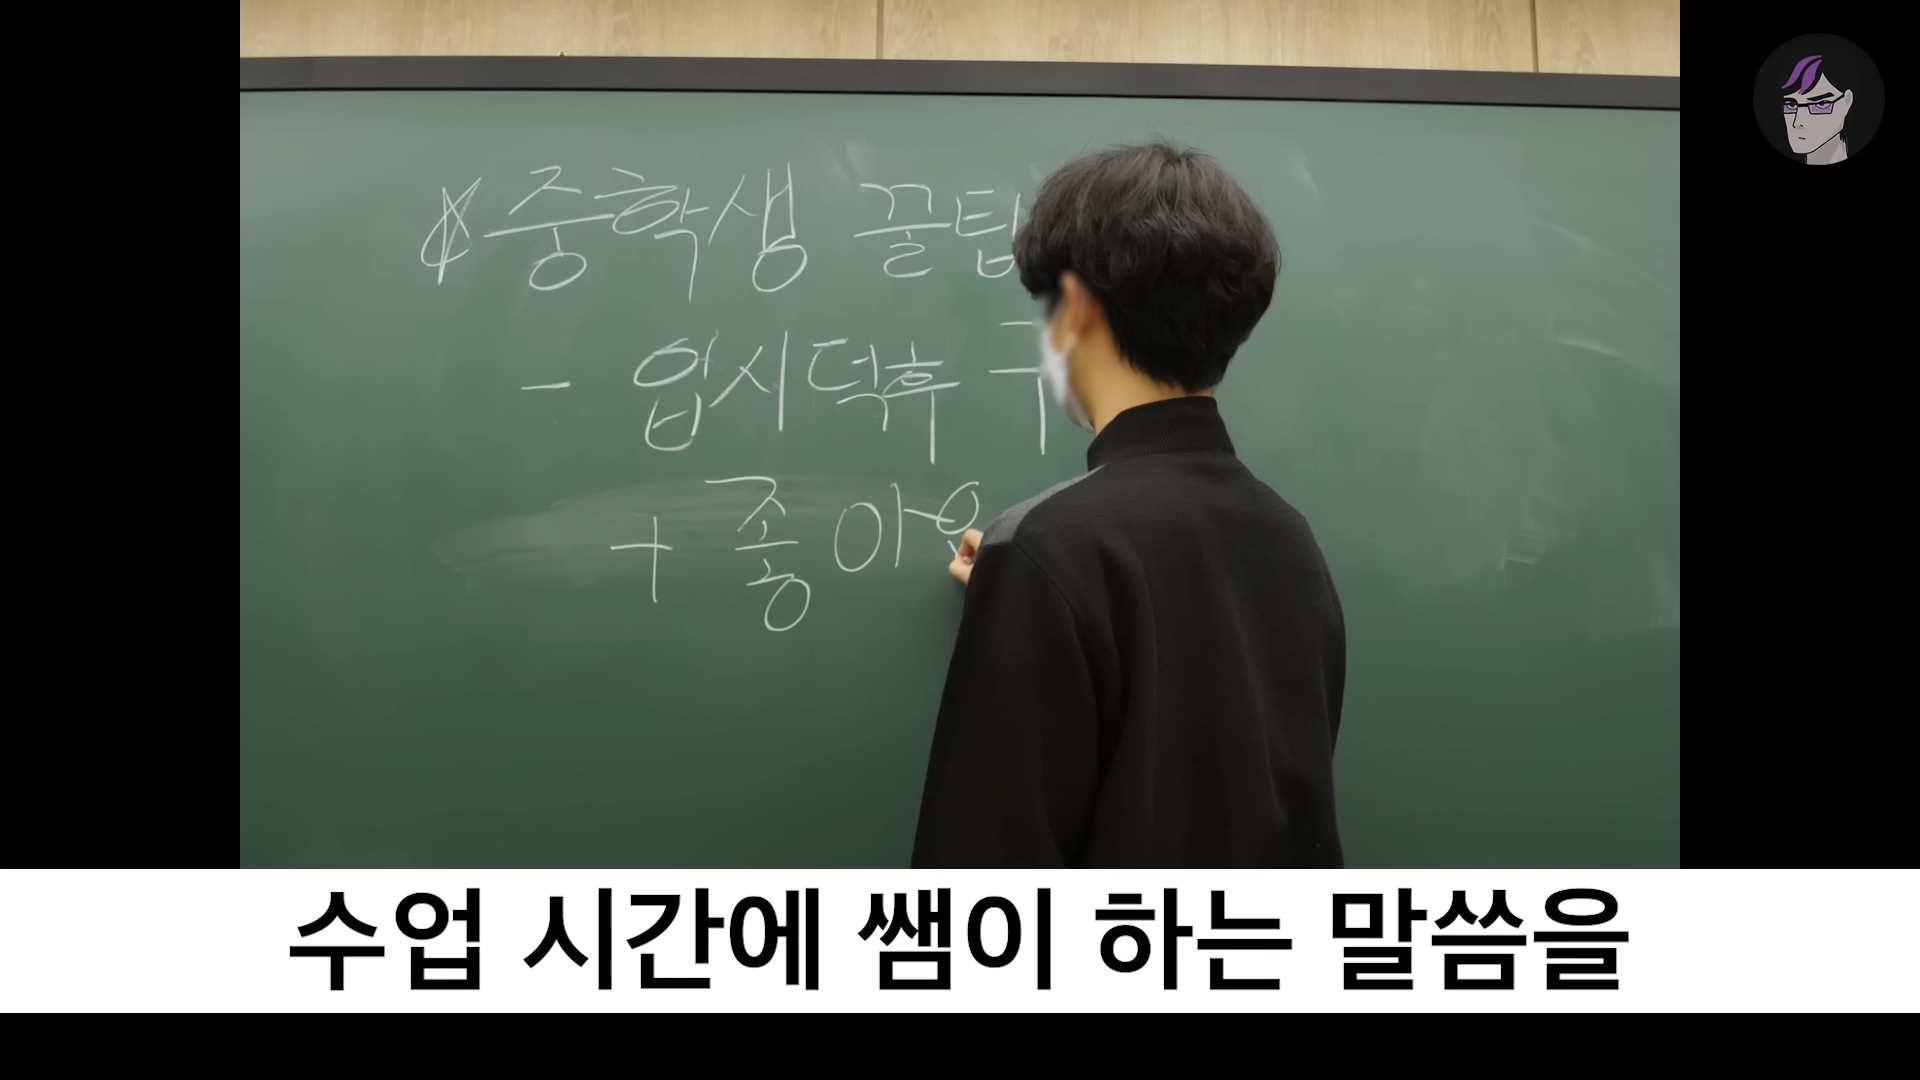 중학생 꿀팁
- 입시덕후 구
+ 좋아요
수업 시간에 쌤이 하는 말씀을